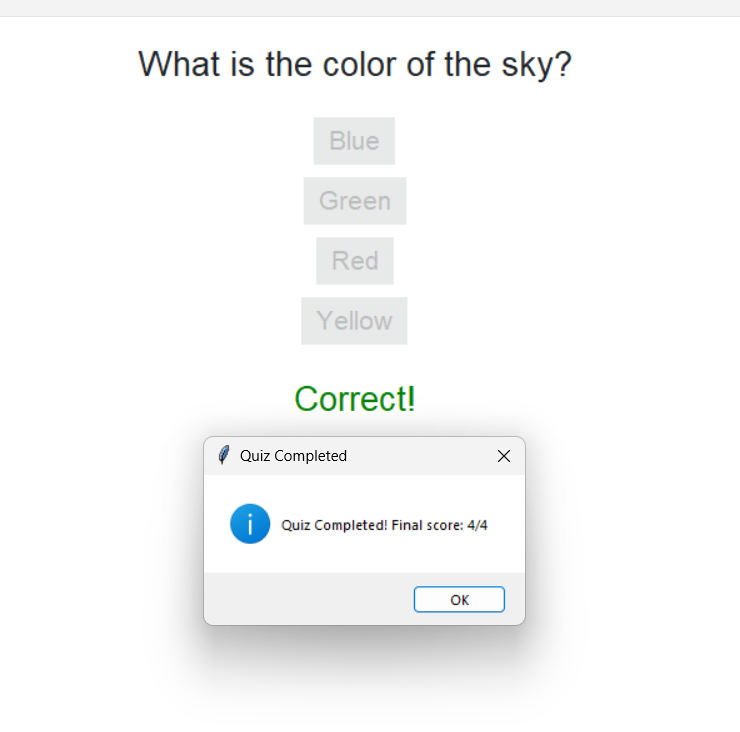 What is the color of the sky?
Blue
Green
Red
Yellow
Correct!
Quiz Completed
Quiz Completed! Final score: 4/4
OK